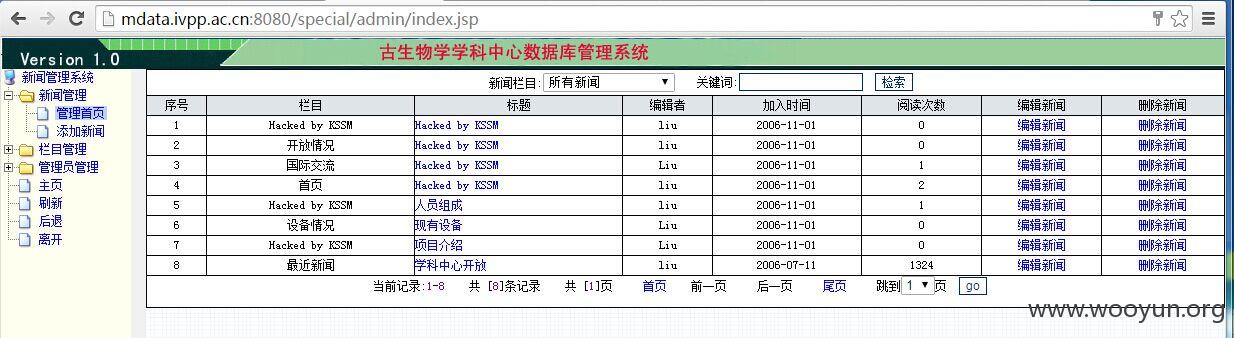 mdata.ivpp.ac.cn:8080/special/admin/index.jsp
Version 1.0 古生物学学科中心数据库管理系统
新闻管理系统
新闻管理
管理首页
添加新闻
栏目管理
管理员管理
主页
刷新
后退
离开
新闻栏目: 所有新闻 关键词: 检索
序号 栏目 标题 编辑者 加入时间 阅读次数 编辑新闻 删除新闻
1 Hacked by KSSM Hacked by KSSM liu 2006-11-01 0 编辑新闻 删除新闻
2 开放情况 Hacked by KSSM liu 2006-11-01 0 编辑新闻 删除新闻
3 国际交流 Hacked by KSSM Liu 2006-11-01 1 编辑新闻 删除新闻
4 首页 Hacked by KSSM liu 2006-11-01 2 编辑新闻 删除新闻
5 Hacked by KSSM 人员组成 liu 2006-11-01 1 编辑新闻 删除新闻
6 设备情况 现有设备 Liu 2006-11-01 0 编辑新闻 删除新闻
7 Hacked by KSSM 项目介绍 Liu 2006-11-01 0 编辑新闻 删除新闻
8 最近新闻 学科中心开放 liu 2006-07-11 1324 编辑新闻 删除新闻
当前记录:1-8 共 [8]条记录 共 [1]页 首页 前一页 后一页 尾页 跳到 1 页 go
www.wooyun.org